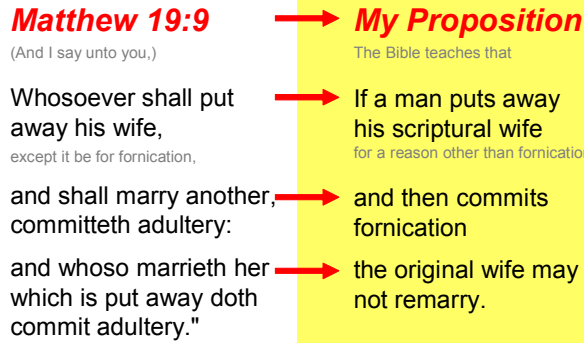 Matthew 19:9
(And I say unto you,)
Whosoever shall put
away his wife,
except it be for fornication,
and shall marry another,
committeth adultery:
and whoso marrieth her
which is put away doth
commit adultery."
My Proposition
The Bible teaches that
If a man puts away
his scriptural wife
for a reason other than fornication
and then commits
fornication
the original wife may
not remarry.